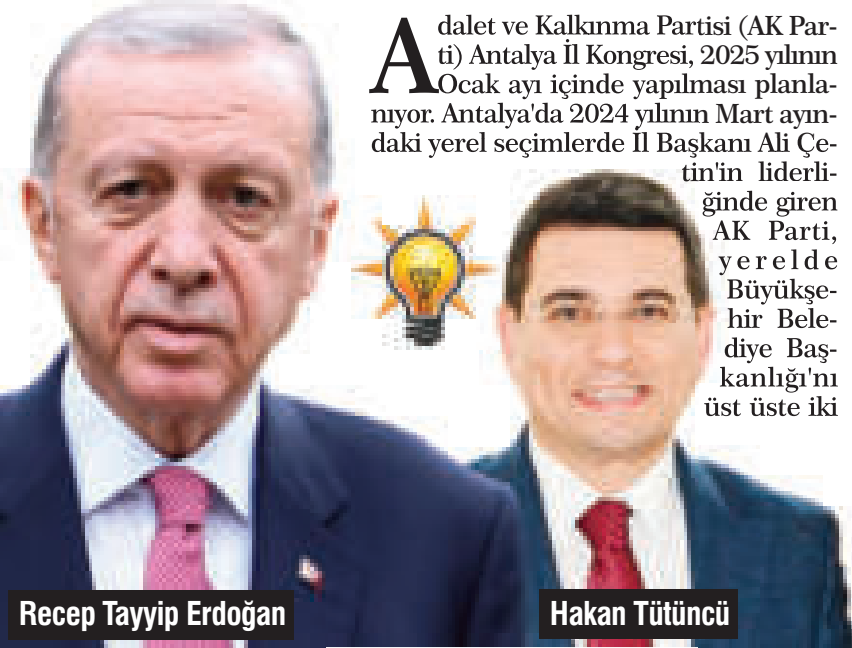 Adalet ve Kalkınma Partisi (AK Par-
ti) Antalya İl Kongresi, 2025 yılının
Ocak ayı içinde yapılması planla-
nıyor. Antalya'da 2024 yılının Mart ayın-
daki yerel seçimlerde İl Başkanı Ali Çe-
tin'in liderli-
ğinde giren
AK Parti,
yerelde
Büyükşe-
hir Bele-
diye Baş-
kanlığı'nı
üst üste iki
Recep Tayyip Erdoğan
Hakan Tütüncü